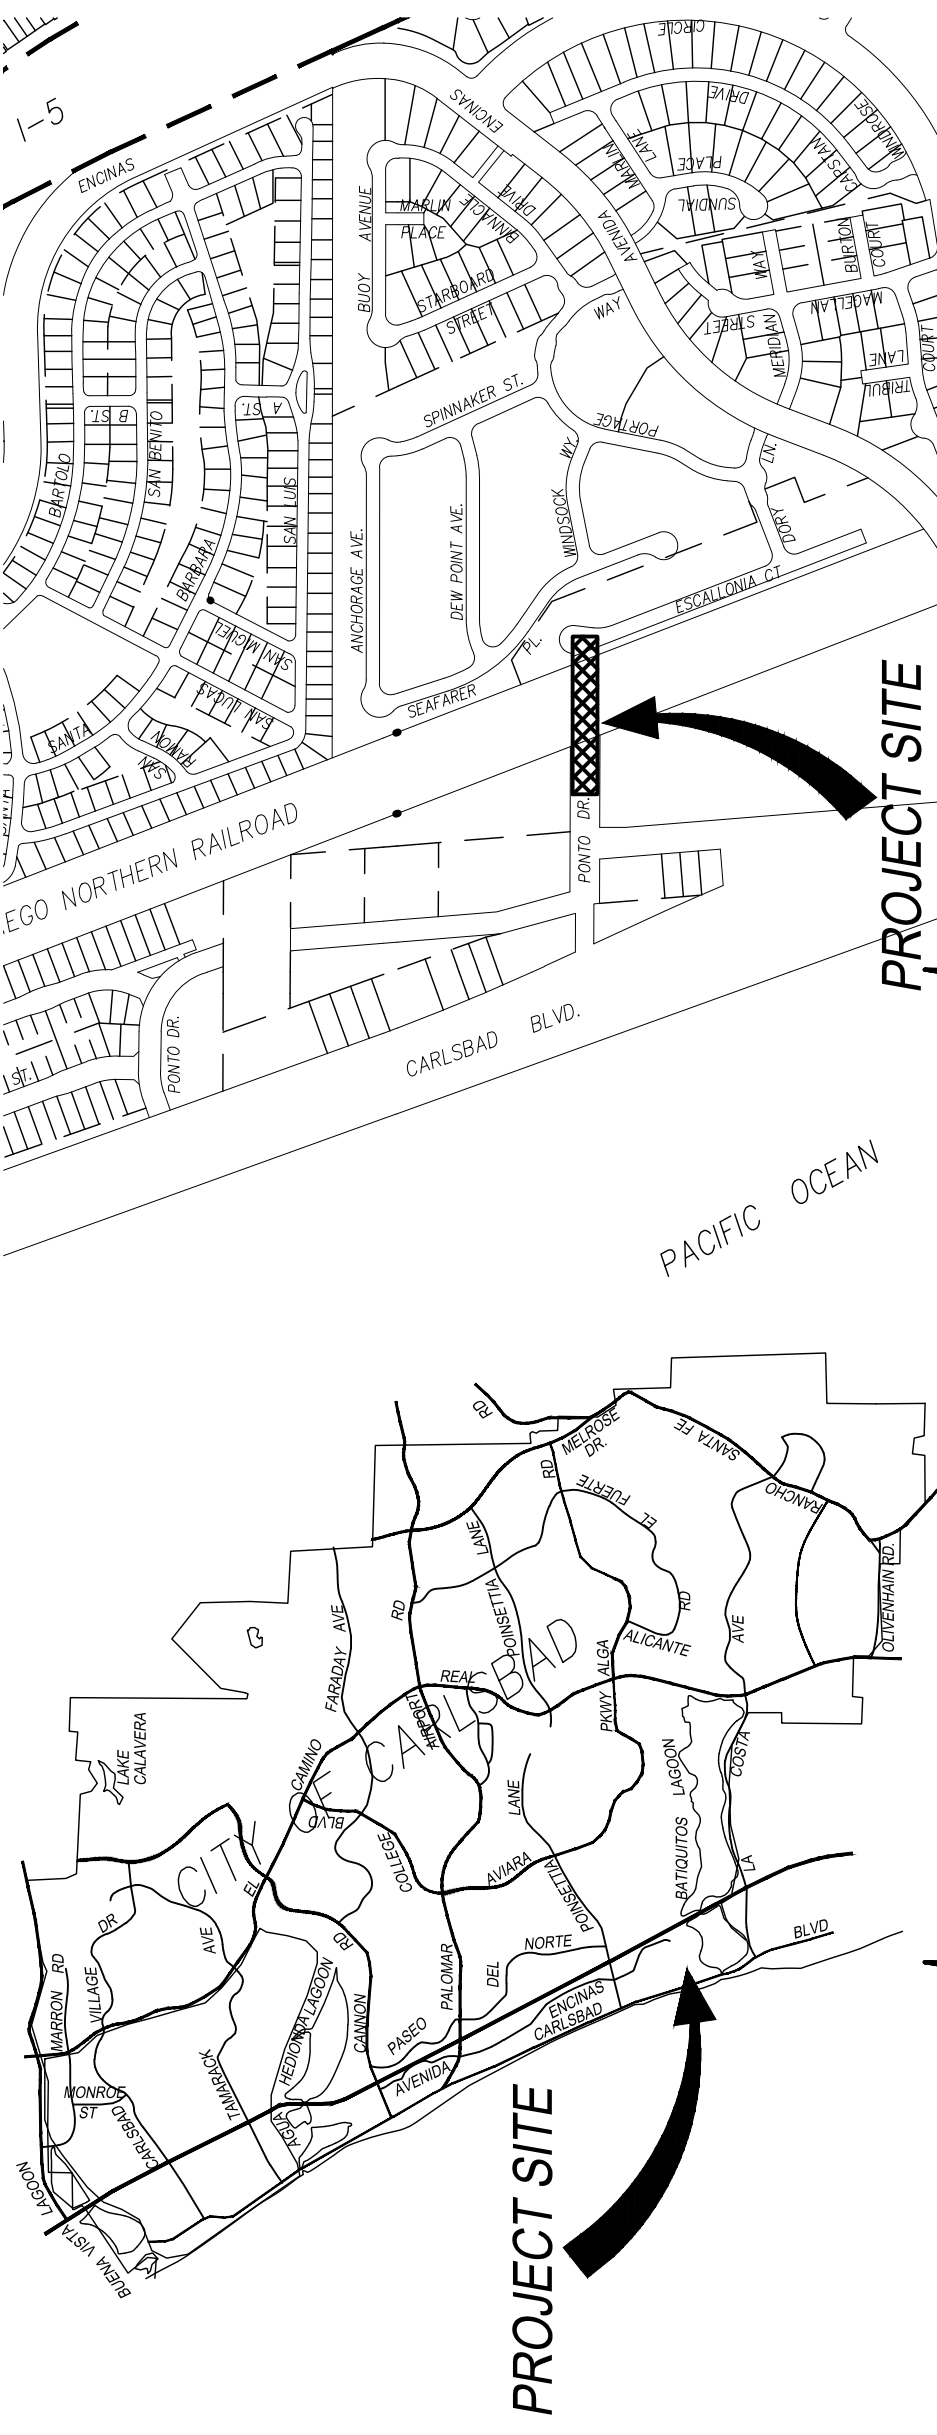 I-5
ENCINAS
CIRCLE
DRIVE
WINDROSE
CAPSTAN
ENCINAS
MARLIN
LANE
PLACE
SUNDIAL
BUOY AVENUE
MARLIN
PLACE
BINNACLE
DRIVE
AVENIDA
STARBOARD
STREET
WAY
WAY
BURTON
COURT
STREET
MAGELLAN
MERIDIAN
LANE
TRIBUL
COURT
B ST.
A ST.
SAN BENITO
BARTOLO
BARBARA
SAN LUIS
SPINNAKER ST.
PORTAGE
WINDSOCK WY.
DORY LN.
ANCHORAGE AVE.
DEW POINT AVE.
ESCALLONIA CT
SAN MIGUEL
SAN LUCAS
SAN
RAMON
SANTA
SEAFARER
PL.
EGO NORTHERN RAILROAD
PONTO DR.
PROJECT SITE
ST.
PONTO DR.
CARLSBAD BLVD.
PACIFIC OCEAN
RD
MELROSE
DR.
RD
SANTA FE
RANCHO
EL FUERTE
OLIVENHAIN RD.
LANE
POINSETTIA
RD
FARADAY AVE
RD
ALICANTE
AVE
REAL
AIRPORT
PKWY ALGA
CITY OF CARLSBAD
LAKE
CALAVERA
CAMINO
BLVD
COLLEGE
LANE
POINSETTIA
AVIARA
BATIQUITOS LAGOON
COSTA
LA
EL
DR
AVE
RD
MARRON RD
VILLAGE
HEDIONDA LAGOON
AGUA
CANNON
PALOMAR
PASEO
DEL
NORTE
ENCINAS
CARLSBAD
BLVD
AVENIDA
MONROE
ST
CARLSBAD
TAMARACK
LAGOON
BUENA VISTA
PROJECT SITE